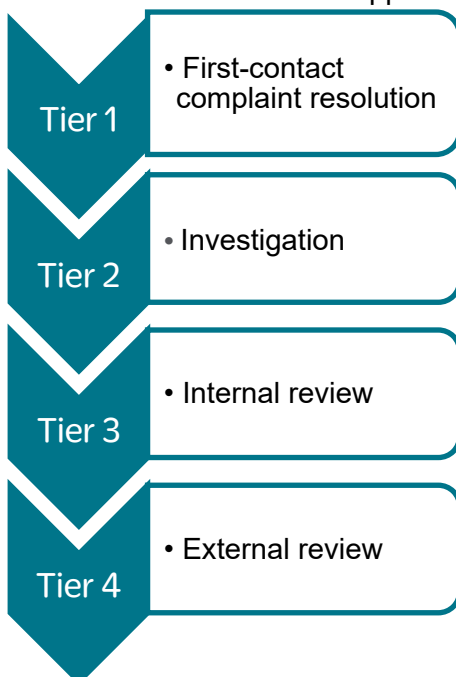 Tier 1
• First-contact
complaint resolution
Tier 2
• Investigation
Tier 3
• Internal review
Tier 4
• External review